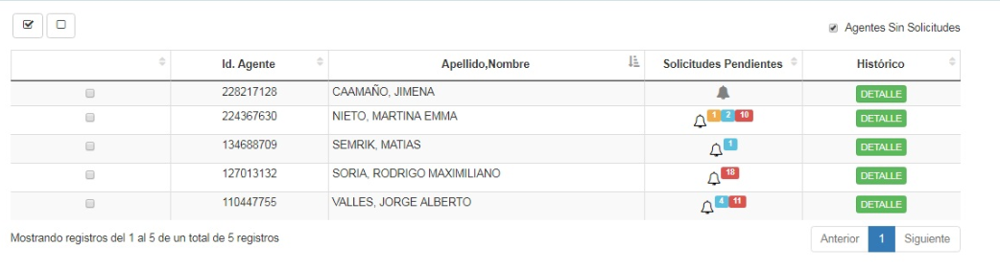 Agentes Sin Solicitudes
Id. Agente Apellido,Nombre Solicitudes Pendientes Histórico
228217128 CAAMAÑO, JIMENA DETALLE
224367630 NIETO, MARTINA EMMA 1 2 10 DETALLE
134688709 SEMRIK, MATIAS 1 DETALLE
127013132 SORIA, RODRIGO MAXIMILIANO 18 DETALLE
110447755 VALLES, JORGE ALBERTO 4 11 DETALLE
Mostrando registros del 1 al 5 de un total de 5 registros Anterior 1 Siguiente